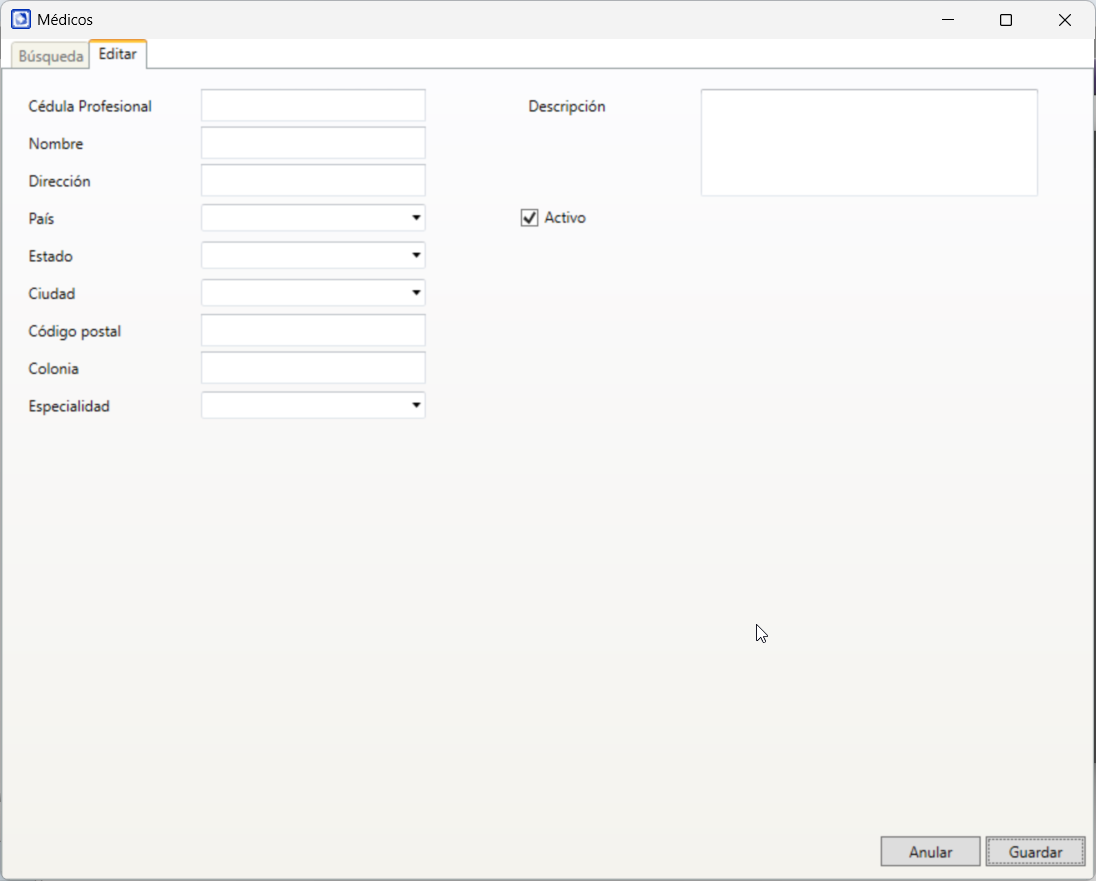 Médicos
Búsqueda
Editar
Cédula Profesional
Descripción
Nombre
Dirección
País
Activo
Estado
Ciudad
Código postal
Colonia
Especialidad
Anular
Guardar